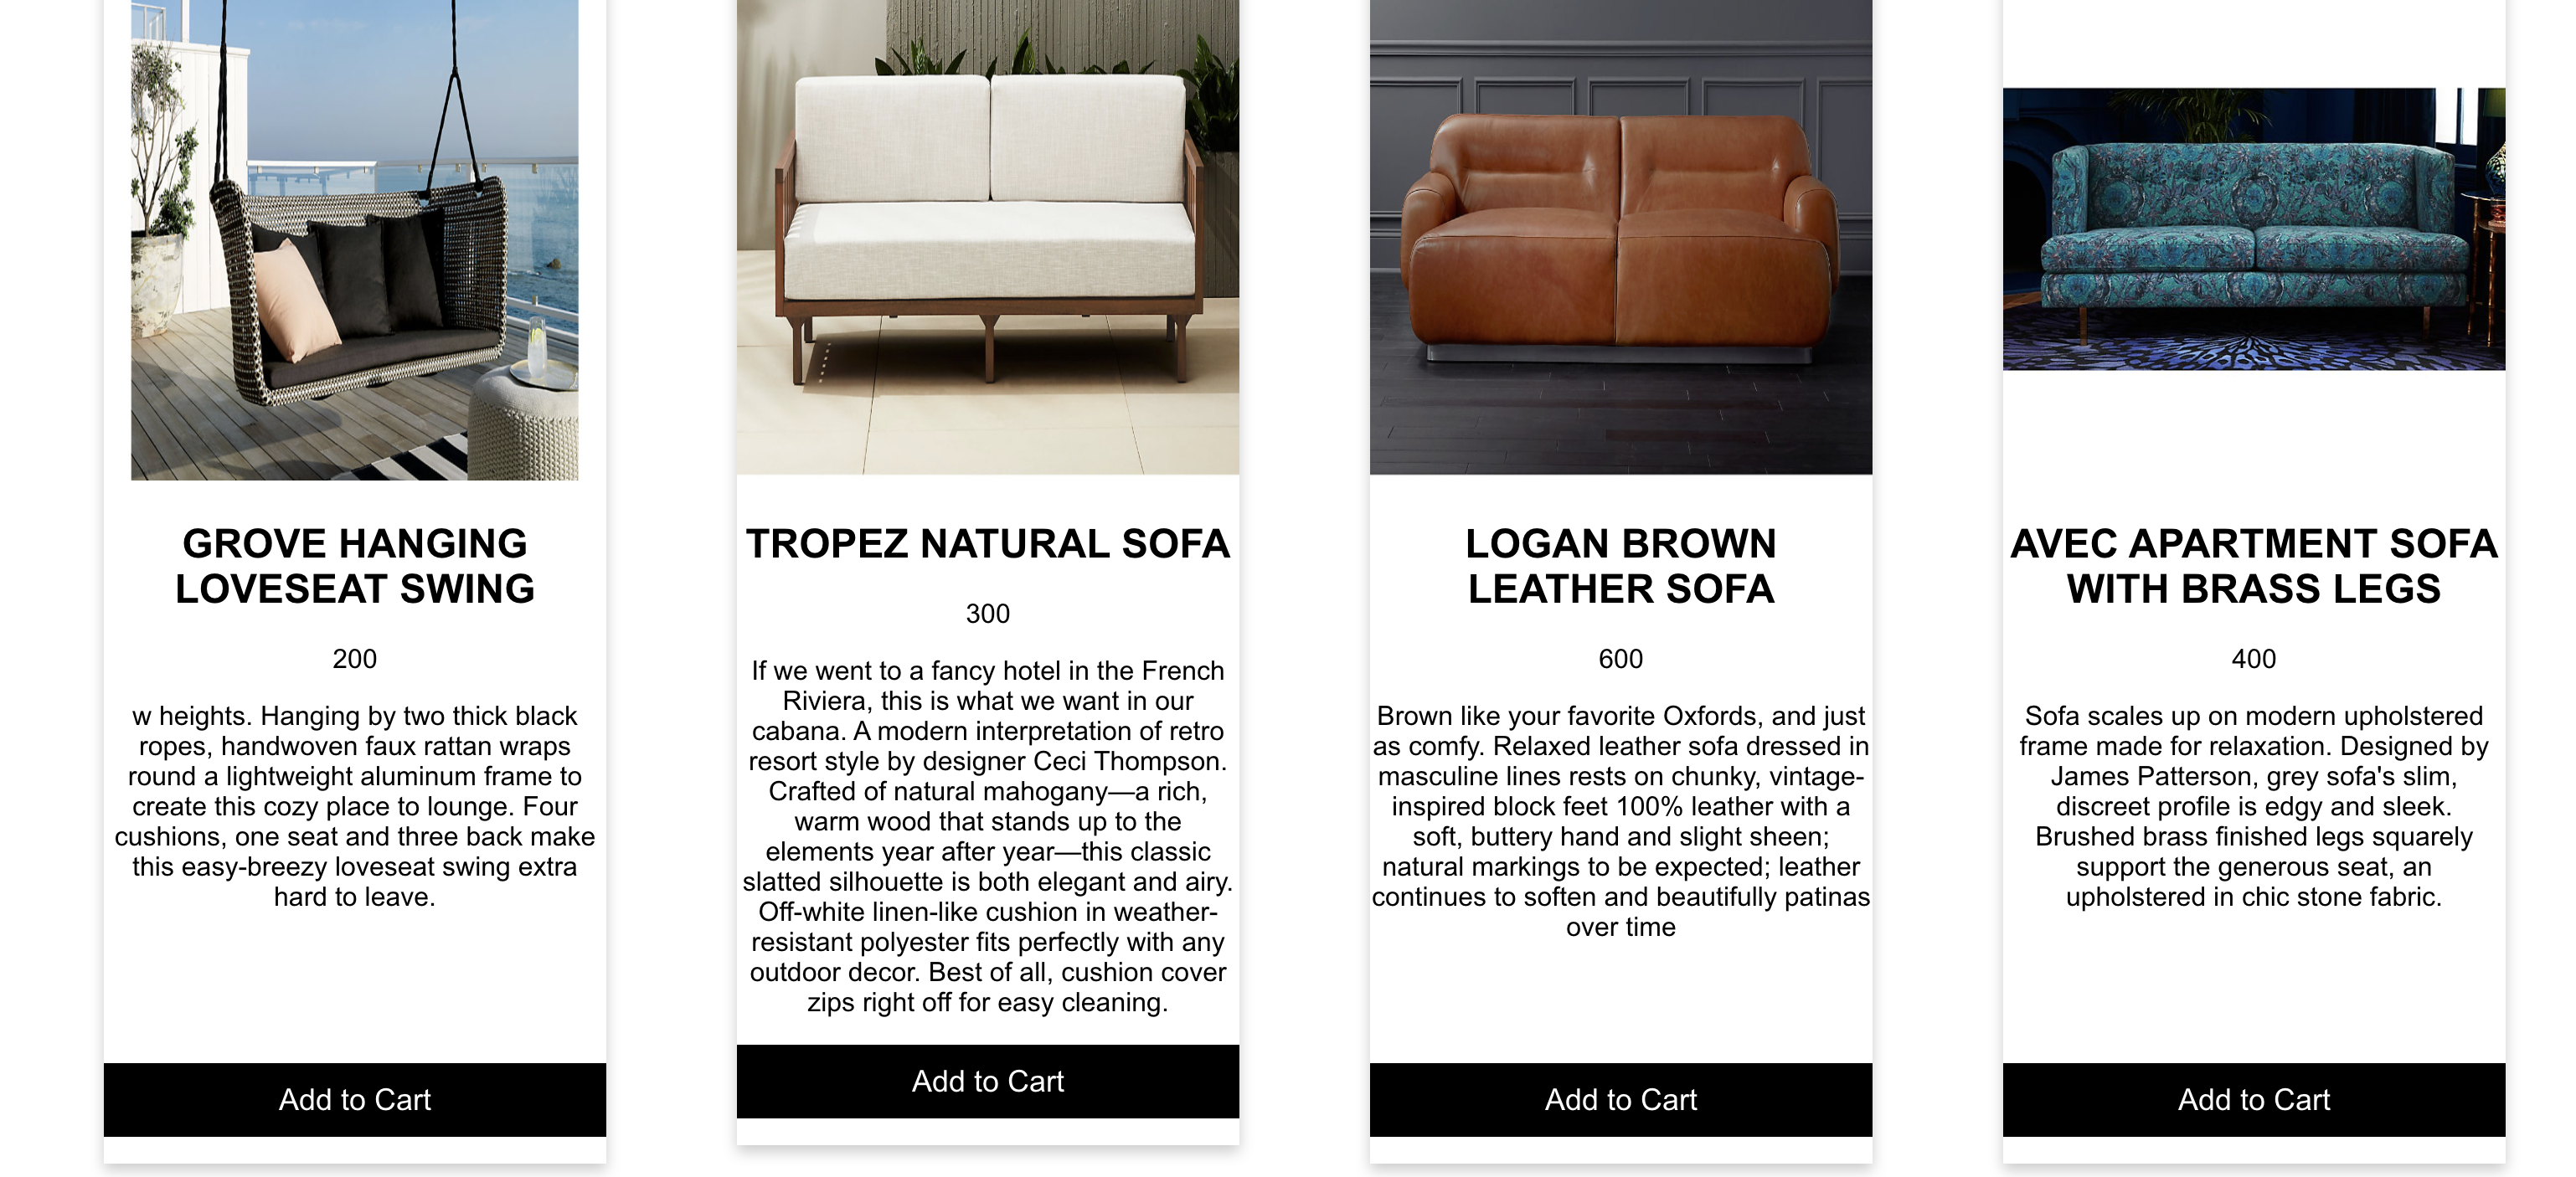 GROVE HANGING
LOVESEAT SWING
200
w heights. Hanging by two thick black
ropes, handwoven faux rattan wraps
round a lightweight aluminum frame to
create this cozy place to lounge. Four
cushions, one seat and three back make
this easy-breezy loveseat swing extra
hard to leave.
Add to Cart
TROPEZ NATURAL SOFA
300
If we went to a fancy hotel in the French
Riviera, this is what we want in our
cabana. A modern interpretation of retro
resort style by designer Ceci Thompson.
Crafted of natural mahogany—a rich,
warm wood that stands up to the
elements year after year—this classic
slatted silhouette is both elegant and airy.
Off-white linen-like cushion in weather-
resistant polyester fits perfectly with any
outdoor decor. Best of all, cushion cover
zips right off for easy cleaning.
Add to Cart
LOGAN BROWN
LEATHER SOFA
600
Brown like your favorite Oxfords, and just
as comfy. Relaxed leather sofa dressed in
masculine lines rests on chunky, vintage-
inspired block feet 100% leather with a
soft, buttery hand and slight sheen;
natural markings to be expected; leather
continues to soften and beautifully patinas
over time
Add to Cart
AVEC APARTMENT SOFA
WITH BRASS LEGS
400
Sofa scales up on modern upholstered
frame made for relaxation. Designed by
James Patterson, grey sofa's slim,
discreet profile is edgy and sleek.
Brushed brass finished legs squarely
support the generous seat, an
upholstered in chic stone fabric.
Add to Cart